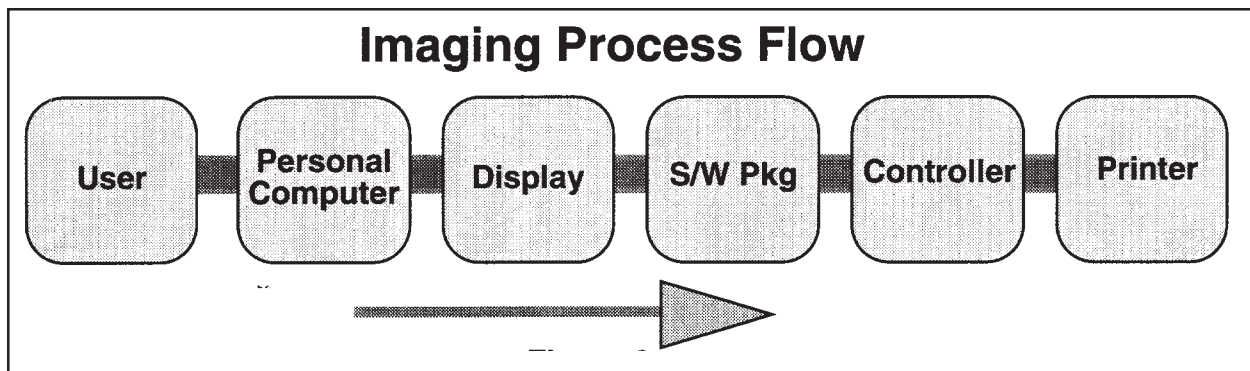 Imaging Process Flow
User
Personal
Computer
Display
S/W Pkg
Controller
Printer